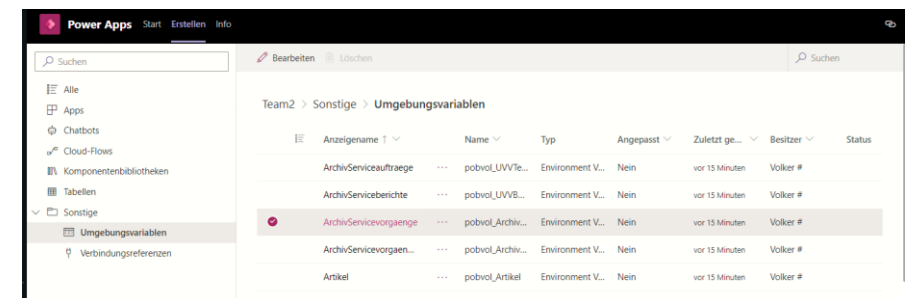 Power Apps Start Erstellen Info
Suchen
Bearbeiten Löschen
Suchen
Alle
Apps
Chatbots
Cloud-Flows
Komponentenbibliotheken
Tabellen
Sonstige
Umgebungsvariablen
Verbindungsreferenzen
Team2 > Sonstige > Umgebungsvariablen
Anzeigename ↑ Name Typ Angepasst Zuletzt ge... Besitzer Status
ArchivServiceauftraege ... pobvol_UVVTe... Environment V... Nein vor 15 Minuten Volker #
ArchivServiceberichte ... pobvol_UVVB... Environment V... Nein vor 15 Minuten Volker #
ArchivServicevorgaenge ... pobvol_Archiv... Environment V... Nein vor 15 Minuten Volker #
ArchivServicevorgaen... ... pobvol_Archiv... Environment V... Nein vor 15 Minuten Volker #
Artikel ... pobvol_Artikel Environment V... Nein vor 15 Minuten Volker #